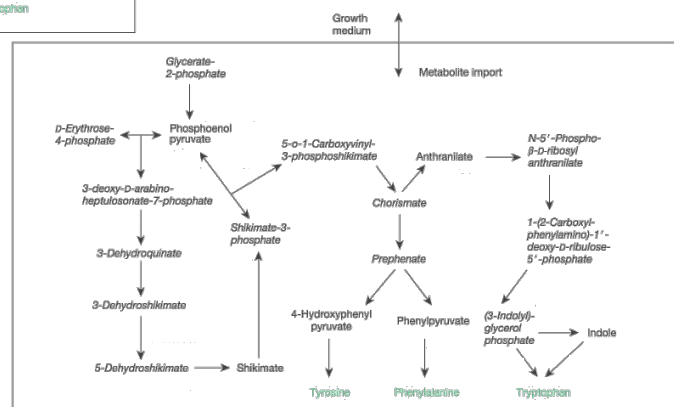 Tryptophan
Growth
medium
Metabolite import
Glycerate-
2-phosphate
D-Erythrose-
4-phosphate
Phosphoenol
pyruvate
5-o-1-Carboxyvinyl-
3-phosphoshikimate
Anthranilate
N-5'-Phospho-
β-D-ribosyl
anthranilate
3-deoxy-D-arabino-
heptulosonate-7-phosphate
Chorismate
Shikimate-3-
phosphate
1-(2-Carboxyl-
phenylamino)-1'-
deoxy-D-ribulose-
5'-phosphate
3-Dehydroquinate
Prephenate
3-Dehydroshikimate
4-Hydroxyphenyl
pyruvate
Phenylpyruvate
(3-Indolyl)-
glycerol
phosphate
Indole
5-Dehydroshikimate
Shikimate
Tyrosine
Phenylalanine
Tryptophan